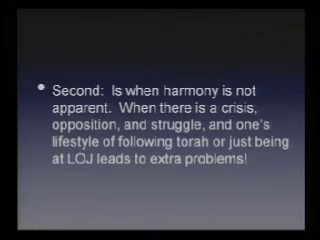 • Second:  Is when harmony is not
apparent.  When there is a crisis,
opposition, and struggle, and one's
lifestyle of following torah or just being
at LOJ leads to extra problems!